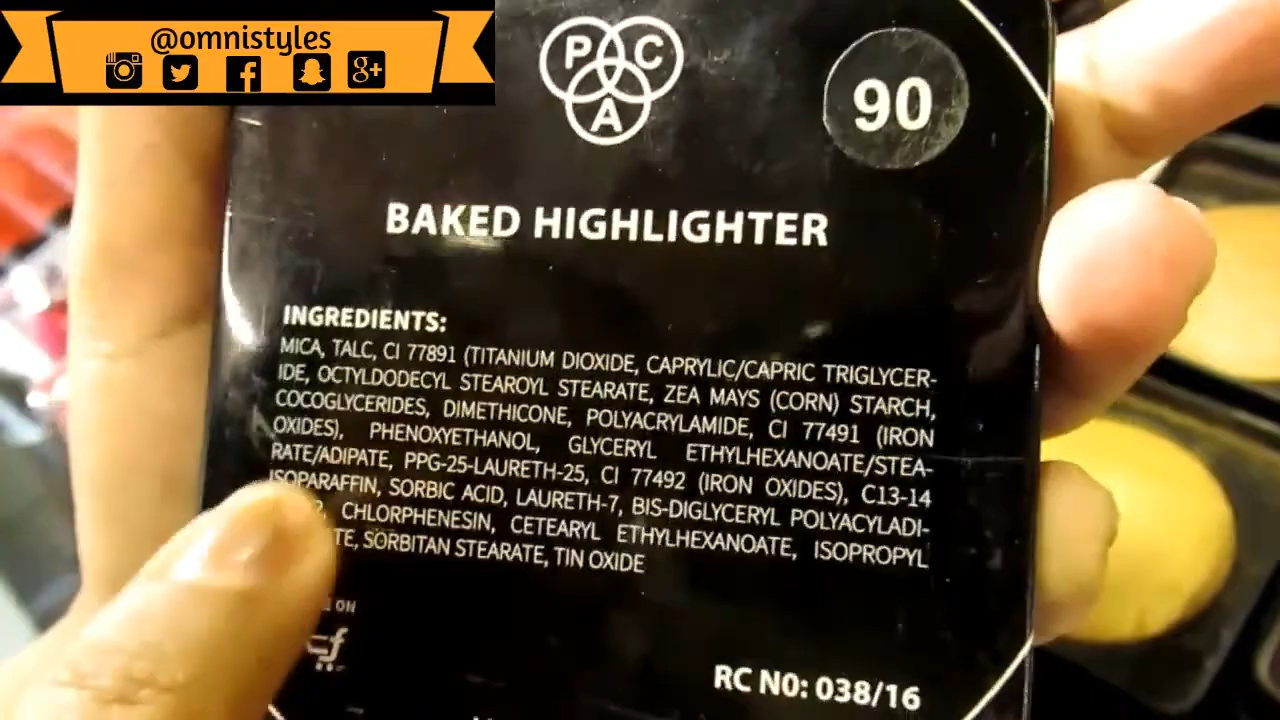 @omnistyles
P C
A
90
BAKED HIGHLIGHTER
INGREDIENTS:
MICA, TALC, CI 77891 (TITANIUM DIOXIDE, CAPRYLIC/CAPRIC TRIGLYCER-
IDE, OCTYLDODECYL STEAROYL STEARATE, ZEA MAYS (CORN) STARCH,
COCOGLYCERIDES, DIMETHICONE, POLYACRYLAMIDE, CI 77491 (IRON
OXIDES), PHENOXYETHANOL, GLYCERYL ETHYLHEXANOATE/STEA-
RATE/ADIPATE, PPG-25-LAURETH-25, CI 77492 (IRON OXIDES), C13-14
ISOPARAFFIN, SORBIC ACID, LAURETH-7, BIS-DIGLYCERYL POLYACYLADI-
CHLORPHENESIN, CETEARYL ETHYLHEXANOATE, ISOPROPYL
SORBITAN STEARATE, TIN OXIDE
ON
RC N0: 038/16